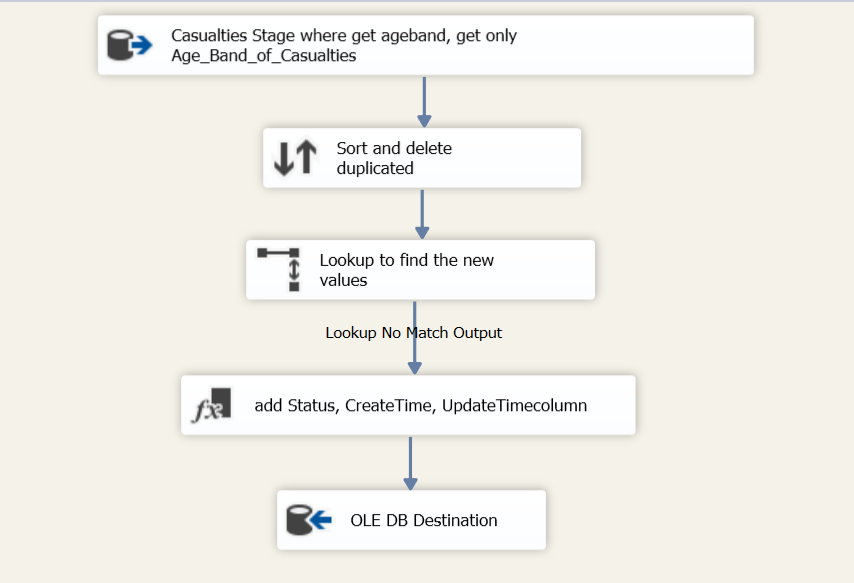 Casualties Stage where get ageband, get only
Age_Band_of_Casualties
Sort and delete
duplicated
Lookup to find the new
values
Lookup No Match Output
add Status, CreateTime, UpdateTimecolumn
OLE DB Destination